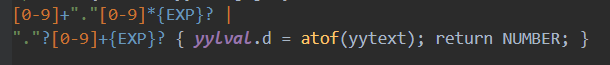 [0-9]+"."[0-9]*{EXP}? |
"."?[0-9]+{EXP}? { yylval.d = atof(yytext); return NUMBER; }